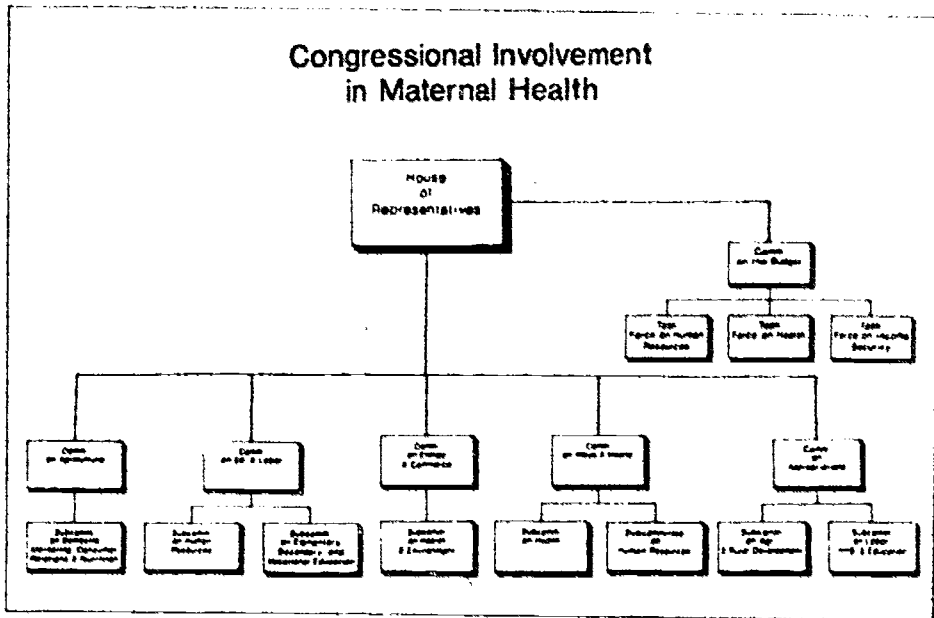 Congressional Involvement
in Maternal Health
House
of
Representatives
Comm
on the Budget
Task
Force on Human
Resources
Task
Force on Health
Task
Force on Income
Security
Comm
on Agriculture
Comm
on Ed & Labor
Comm
on Energy
& Commerce
Comm
on Ways & Means
Comm
on
Appropriations
Subcomm
on Domestic
Marketing, Consumer
Relations & Nutrition
Subcomm
on Human
Resources
Subcomm
on Elementary,
Secondary, and
Vocational Education
Subcomm
on Health
& Environment
Subcomm
on Health
Subcommittee
on
Human Resources
Subcomm
on Agr
& Rural Development
Subcomm
on Labor
HHS & Education